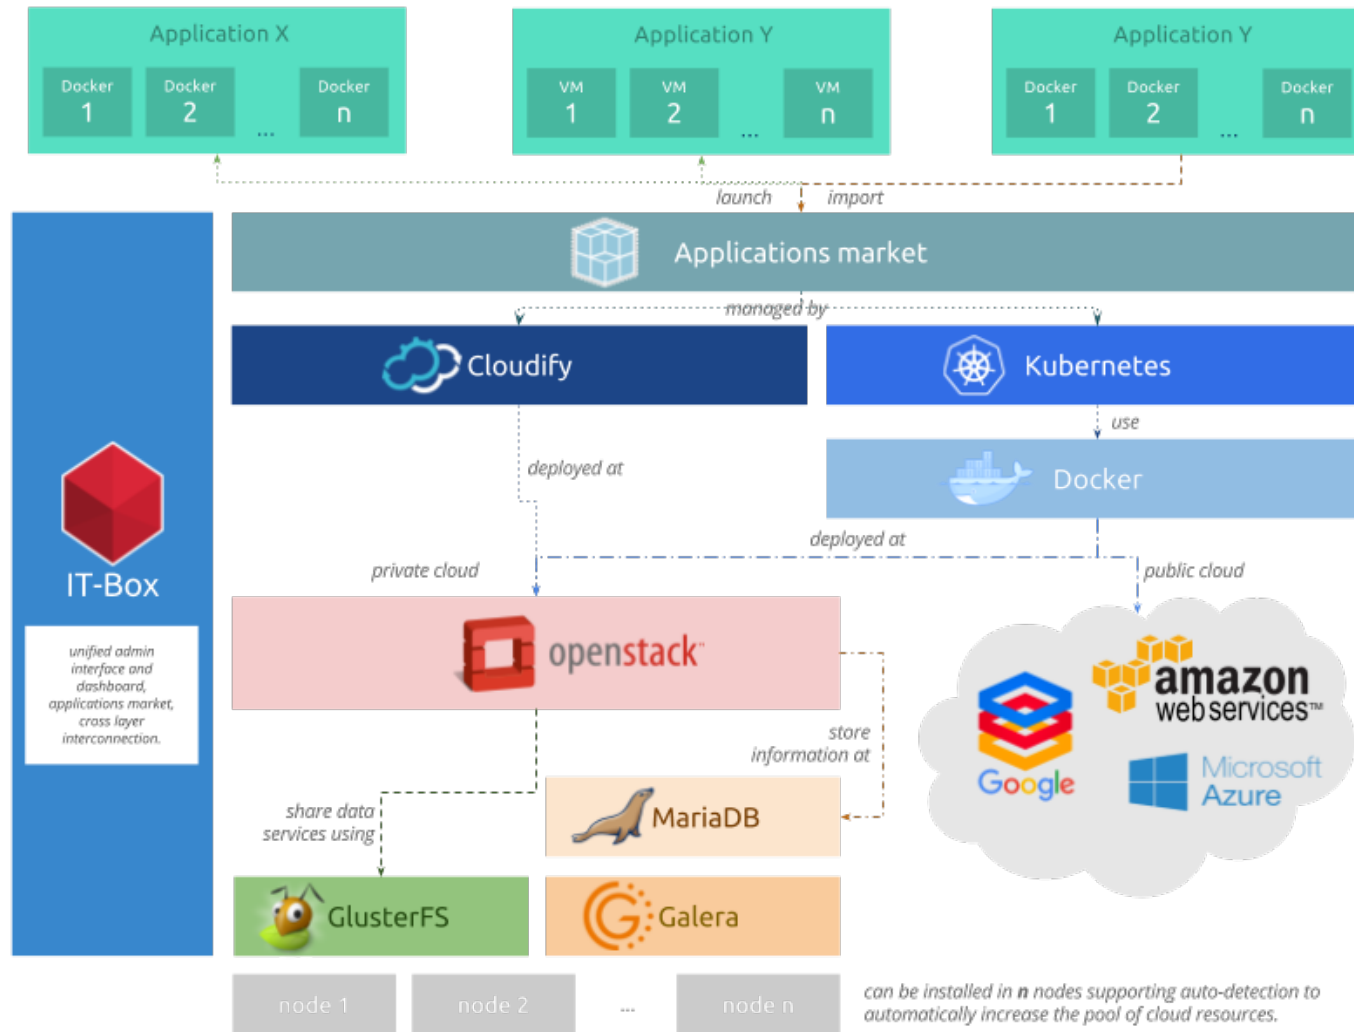 Application X
Docker
1
Docker
2
...
Docker
n
Application Y
VM
1
VM
2
...
VM
n
Application Y
Docker
1
Docker
2
...
Docker
n
launch
import
Applications market
managed by
Cloudify
Kubernetes
use
Docker
deployed at
deployed at
private cloud
public cloud
IT-Box
unified admin
interface and
dashboard,
applications market,
cross layer
interconnection.
openstack™
amazon
web services™
Google
Microsoft
Azure
store
information at
share data
services using
MariaDB
GlusterFS
Galera
node 1
node 2
...
node n
can be installed in n nodes supporting auto-detection to
automatically increase the pool of cloud resources.